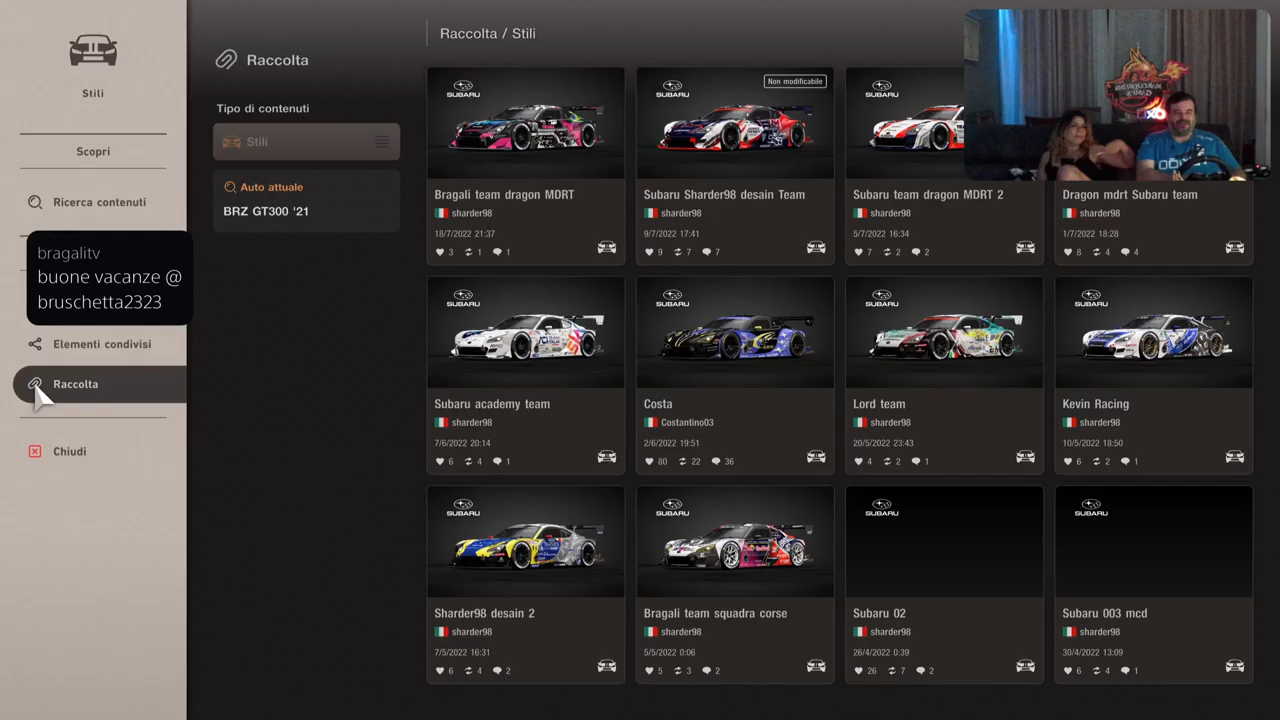 Stili
Scopri
Ricerca contenuti
bragalitv
buone vacanze @
bruschetta2323
Elementi condivisi
Raccolta
Chiudi
Raccolta
Tipo di contenuti
Stili
Auto attuale
BRZ GT300 '21
Raccolta / Stili
SUBARU
Bragali team dragon MDRT
sharder98
18/7/2022 21:37
3 1 1
SUBARU
Non modificabile
Subaru Sharder98 desain Team
sharder98
9/7/2022 17:41
9 7 7
SUBARU
Subaru team dragon MDRT 2
sharder98
5/7/2022 16:34
7 2 2
Dragon mdrt Subaru team
sharder98
1/7/2022 18:28
8 4 4
SUBARU
Subaru academy team
sharder98
7/6/2022 20:14
6 4 1
SUBARU
Costa
Costantino03
2/6/2022 19:51
80 22 36
SUBARU
Lord team
sharder98
20/5/2022 23:43
4 2 1
SUBARU
Kevin Racing
sharder98
10/5/2022 18:50
6 2 1
SUBARU
Sharder98 desain 2
sharder98
7/5/2022 16:31
6 4 2
SUBARU
Bragali team squadra corse
sharder98
5/5/2022 0:06
5 3 2
SUBARU
Subaru 02
sharder98
26/4/2022 0:39
26 7 2
SUBARU
Subaru 003 mcd
sharder98
30/4/2022 13:09
6 4 1